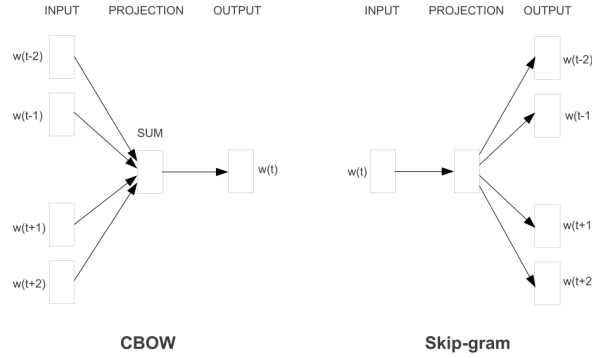 INPUT PROJECTION OUTPUT
w(t-2)
w(t-1)
SUM
w(t)
w(t+1)
w(t+2)
CBOW
INPUT PROJECTION OUTPUT
w(t-2)
w(t-1
w(t)
w(t+1
w(t+2
Skip-gram